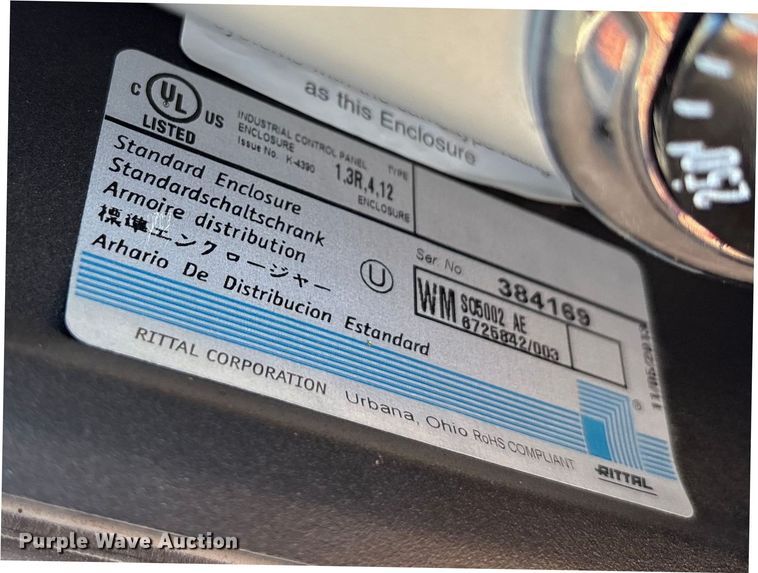 as this Enclosure
C UL US
LISTED
INDUSTRIAL CONTROL PANEL
ENCLOSURE
Issue No. K-4390
TYPE
1,3R,4,12
ENCLOSURE
Standard Enclosure
Standardschaltschrank
Armoire distribution
標準エンクロージャー
Arhario De Distribucion Estandard
U
Ser. No. 384169
WM
SC5002 AE
6725842/003
RITTAL CORPORATION Urbana, Ohio RoHS COMPLIANT
®
RITTAL
250
Purple Wave Auction